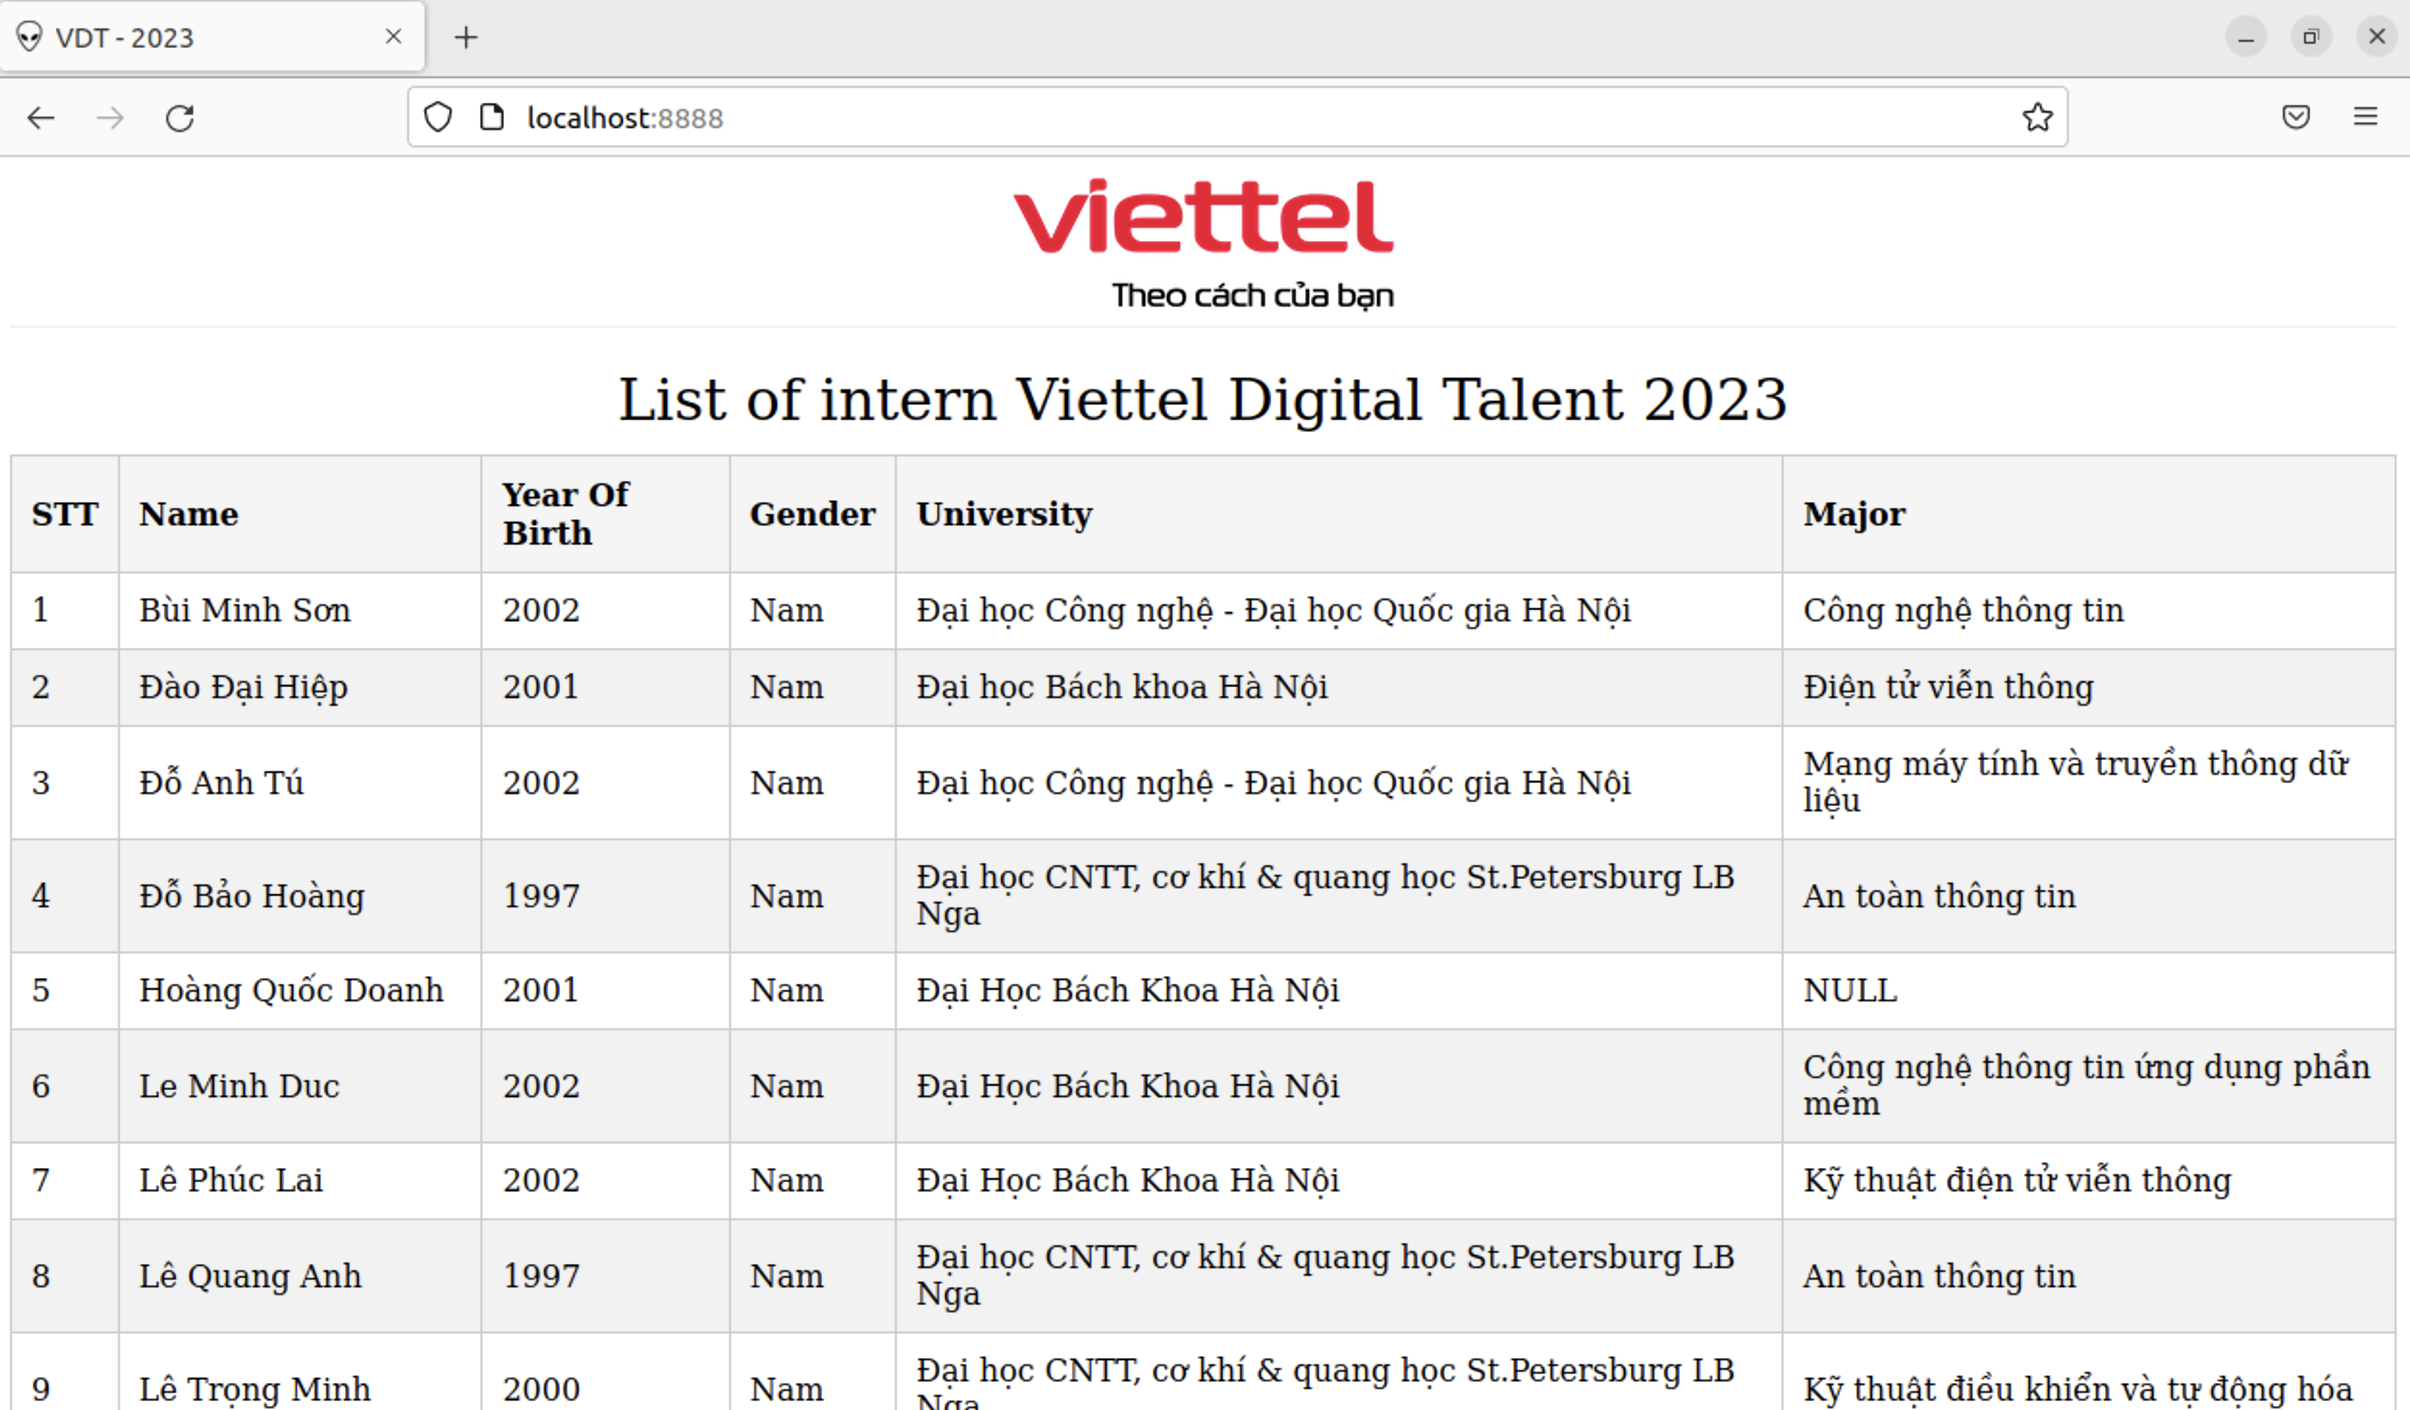 VDT - 2023
localhost:8888
viettel
Theo cách của bạn
List of intern Viettel Digital Talent 2023
STT Name Year Of Birth Gender University Major
1 Bùi Minh Sơn 2002 Nam Đại học Công nghệ - Đại học Quốc gia Hà Nội Công nghệ thông tin
2 Đào Đại Hiệp 2001 Nam Đại học Bách khoa Hà Nội Điện tử viễn thông
3 Đỗ Anh Tú 2002 Nam Đại học Công nghệ - Đại học Quốc gia Hà Nội Mạng máy tính và truyền thông dữ liệu
4 Đỗ Bảo Hoàng 1997 Nam Đại học CNTT, cơ khí & quang học St.Petersburg LB Nga An toàn thông tin
5 Hoàng Quốc Doanh 2001 Nam Đại Học Bách Khoa Hà Nội NULL
6 Le Minh Duc 2002 Nam Đại Học Bách Khoa Hà Nội Công nghệ thông tin ứng dụng phần mềm
7 Lê Phúc Lai 2002 Nam Đại Học Bách Khoa Hà Nội Kỹ thuật điện tử viễn thông
8 Lê Quang Anh 1997 Nam Đại học CNTT, cơ khí & quang học St.Petersburg LB Nga An toàn thông tin
9 Lê Trọng Minh 2000 Nam Đại học CNTT, cơ khí & quang học St.Petersburg LB Nga Kỹ thuật điều khiển và tự động hóa